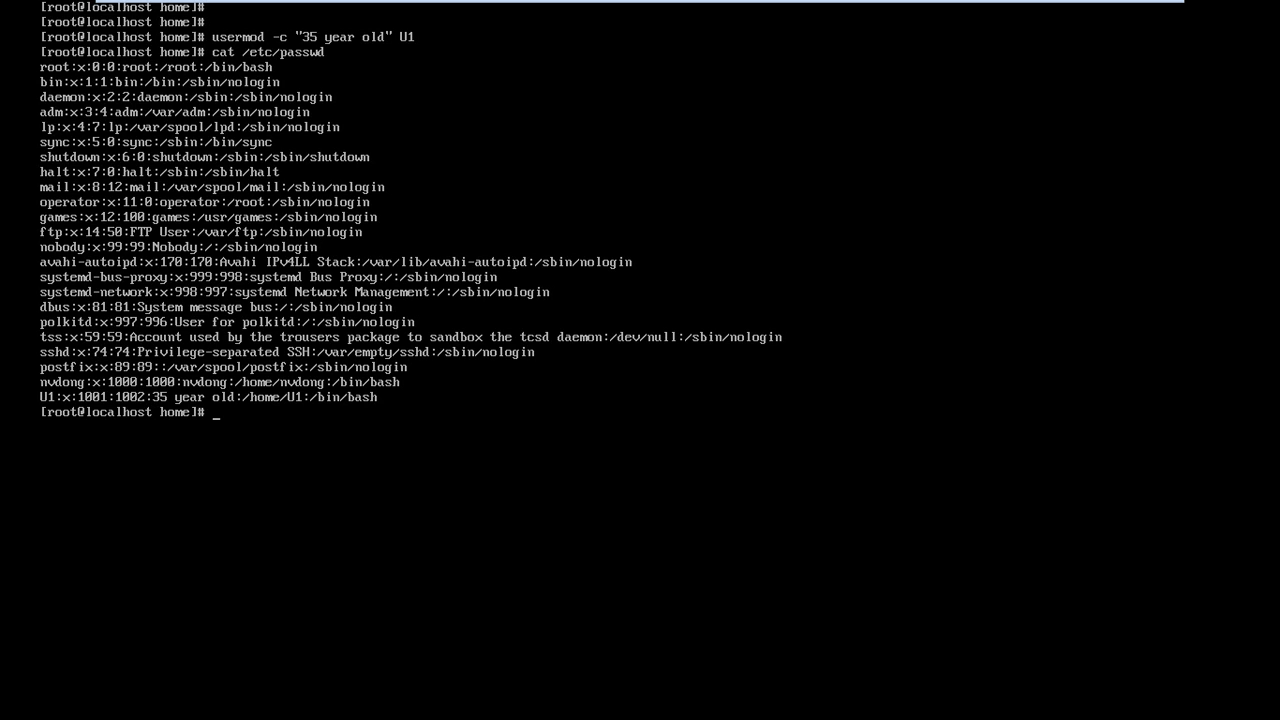 [root@localhost home]#
[root@localhost home]#
[root@localhost home]# usermod -c "35 year old" U1
[root@localhost home]# cat /etc/passwd
root:x:0:0:root:/root:/bin/bash
bin:x:1:1:bin:/bin:/sbin/nologin
daemon:x:2:2:daemon:/sbin:/sbin/nologin
adm:x:3:4:adm:/var/adm:/sbin/nologin
lp:x:4:7:lp:/var/spool/lpd:/sbin/nologin
sync:x:5:0:sync:/sbin:/bin/sync
shutdown:x:6:0:shutdown:/sbin:/sbin/shutdown
halt:x:7:0:halt:/sbin:/sbin/halt
mail:x:8:12:mail:/var/spool/mail:/sbin/nologin
operator:x:11:0:operator:/root:/sbin/nologin
games:x:12:100:games:/usr/games:/sbin/nologin
ftp:x:14:50:FTP User:/var/ftp:/sbin/nologin
nobody:x:99:99:Nobody:/:/sbin/nologin
avahi-autoipd:x:170:170:Avahi IPv4LL Stack:/var/lib/avahi-autoipd:/sbin/nologin
systemd-bus-proxy:x:999:998:systemd Bus Proxy:/:/sbin/nologin
systemd-network:x:998:997:systemd Network Management:/:/sbin/nologin
dbus:x:81:81:System message bus:/:/sbin/nologin
polkitd:x:997:996:User for polkitd:/:/sbin/nologin
tss:x:59:59:Account used by the trousers package to sandbox the tcsd daemon:/dev/null:/sbin/nologin
sshd:x:74:74:Privilege-separated SSH:/var/empty/sshd:/sbin/nologin
postfix:x:89:89::/var/spool/postfix:/sbin/nologin
nvdong:x:1000:1000:nvdong:/home/nvdong:/bin/bash
U1:x:1001:1002:35 year old:/home/U1:/bin/bash
[root@localhost home]# _